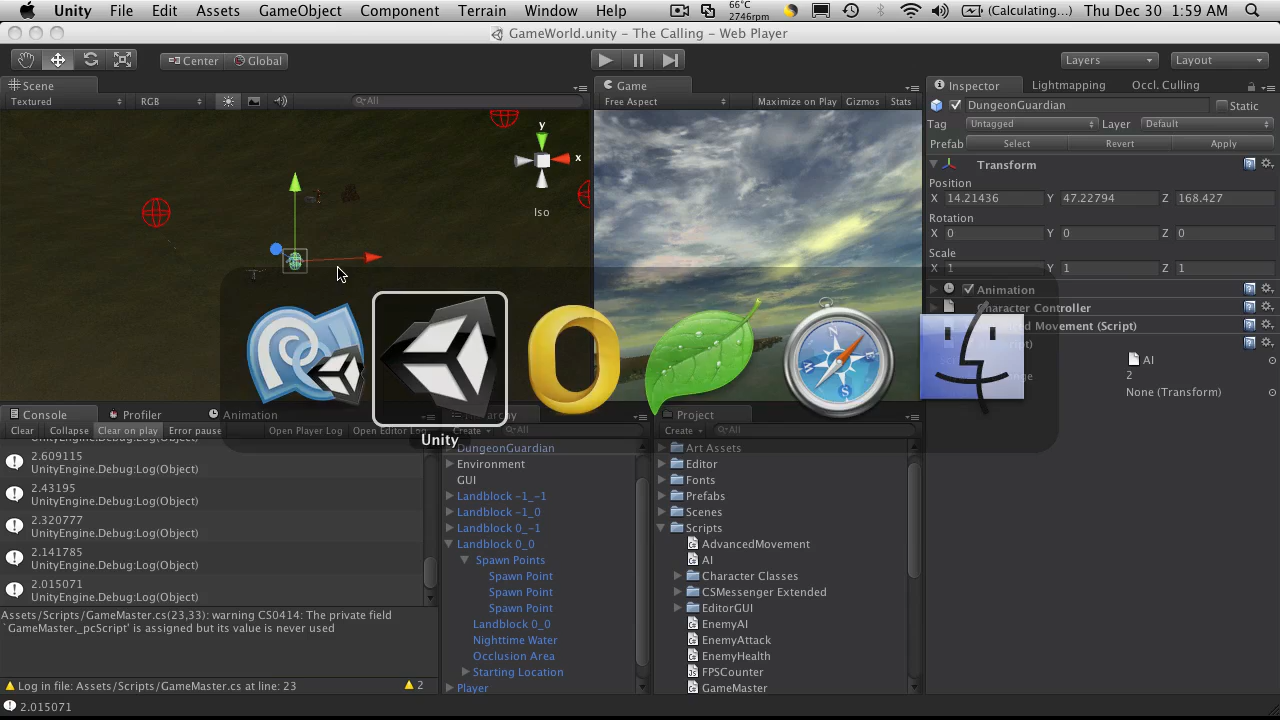 Unity File Edit Assets GameObject Component Terrain Window Help 66°C 2746rpm (Calculating... Thu Dec 30 1:59 AM
GameWorld.unity - The Calling - Web Player
Center Global Layers Layout
Scene Game Inspector Lightmapping Occl. Culling
Textured RGB All Free Aspect Maximize on Play Gizmos Stats
DungeonGuardian Static
Tag Untagged Layer Default
Prefab Select Revert Apply
Transform
Position
X 14.21436 Y 47.22794 Z 168.427
Rotation
X 0 Y 0 Z 0
Scale
X 1 Y 1 Z 1
y
x
Iso
Animation
Character Controller
Movement (Script)
AI
2
None (Transform)
Unity
Console Profiler Animation Project
Clear Collapse Clear on play Error pause Open Player Log Create All Create All
2.609115
UnityEngine.Debug:Log(Object)
2.43195
UnityEngine.Debug:Log(Object)
2.320777
UnityEngine.Debug:Log(Object)
2.141785
UnityEngine.Debug:Log(Object)
2.015071
UnityEngine.Debug:Log(Object)
Assets/Scripts/GameMaster.cs(23,33): warning CS0414: The private field
`GameMaster._pcScript' is assigned but its value is never used
Log in file: Assets/Scripts/GameMaster.cs at line: 23 2
2.015071
DungeonGuardian
Environment
GUI
Landblock -1_-1
Landblock -1_0
Landblock 0_-1
Landblock 0_0
Spawn Points
Spawn Point
Spawn Point
Spawn Point
Landblock 0_0
Nighttime Water
Occlusion Area
Starting Location
Player
Art Assets
Editor
Fonts
Prefabs
Scenes
Scripts
AdvancedMovement
AI
Character Classes
CSMessenger Extended
EditorGUI
EnemyAI
EnemyAttack
EnemyHealth
FPSCounter
GameMaster